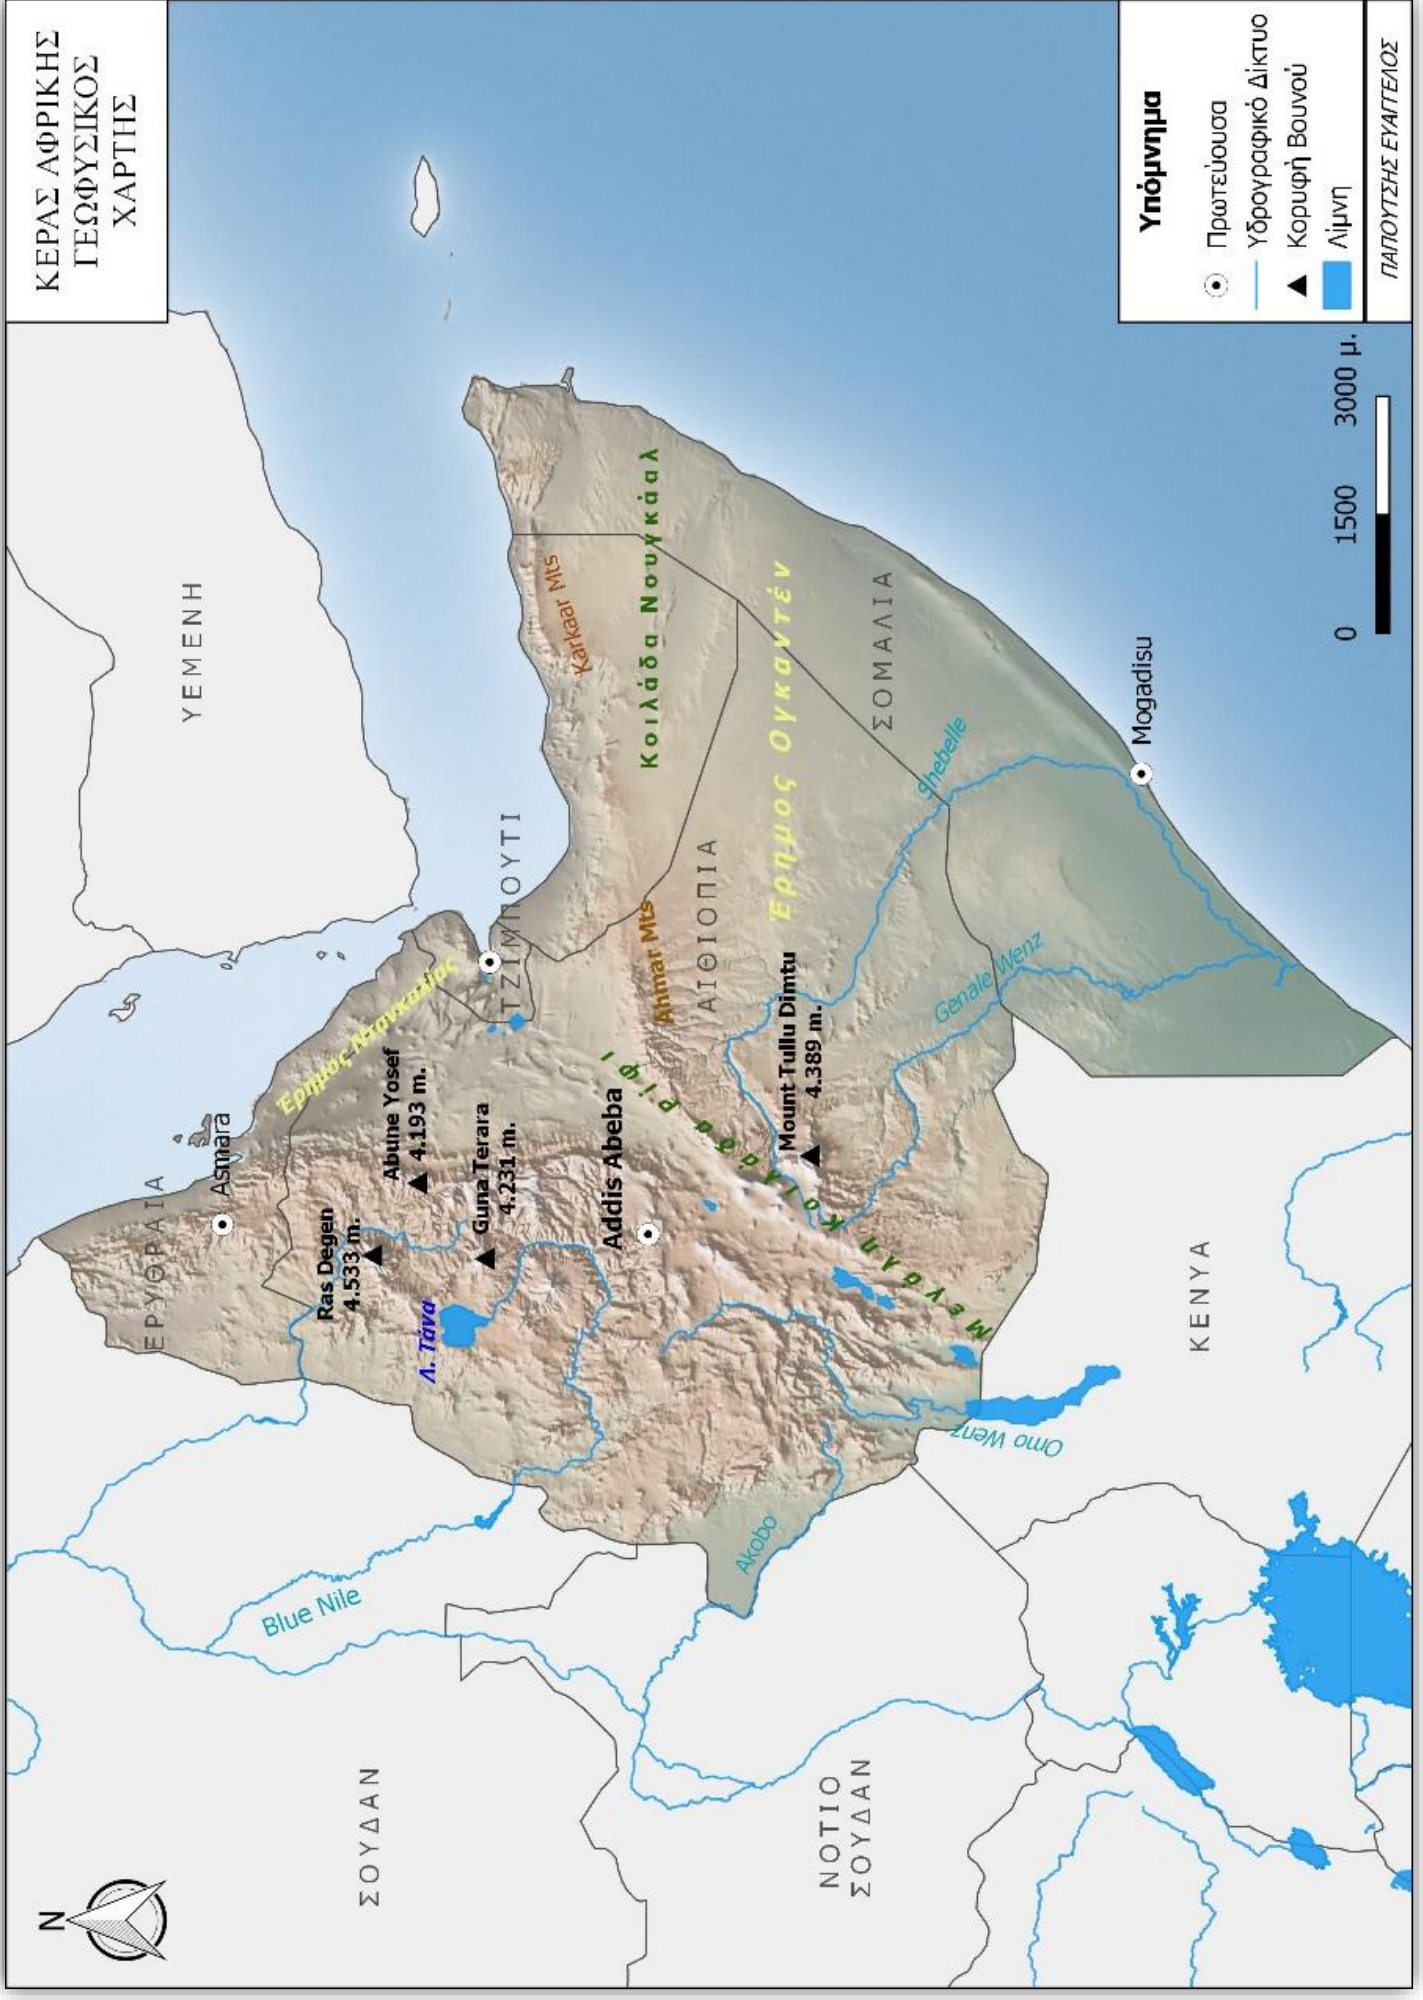 ΚΕΡΑΣ ΑΦΡΙΚΗΣ
ΓΕΩΦΥΣΙΚΟΣ
ΧΑΡΤΗΣ
N
ΥΕΜΕΝΗ
ΕΡΥΘΡΑΙΑ
Asmara
Έρημος Ντανκαλίας
Ras Degen
4.533 m.
Abune Yosef
4.193 m.
Guna Terara
4.231 m.
Λ. Τάνα
ΤΖΙΜΠΟΥΤΙ
Blue Nile
ΣΟΥΔΑΝ
Karkaar Mts
Κοιλάδα Νουγκάαλ
Addis Abeba
Ahmar Mts
ΑΙΘΙΟΠΙΑ
Έρημος Ογκαντέν
Μεγάλη Κοιλάδα Ρίφι
Mount Tullu Dimtu
4.389 m.
Akobo
ΝΟΤΙΟ
ΣΟΥΔΑΝ
ΣΟΜΑΛΙΑ
Shebelle
Genale Wenz
Omo Wenz
Mogadisu
ΚΕΝΥΑ
Υπόμνημα
Πρωτεύουσα
Υδρογραφικό Δίκτυο
Κορυφή Βουνού
Λίμνη
0 1500 3000 μ.
ΠΑΠΟΥΤΣΗΣ ΕΥΑΓΓΕΛΟΣ